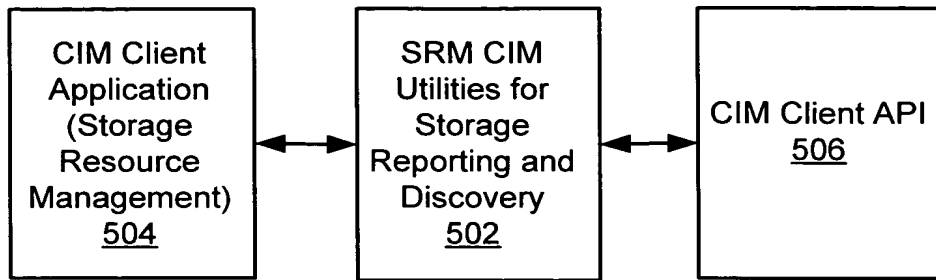 CIM Client
Application
(Storage
Resource
Management)
504
SRM CIM
Utilities for
Storage
Reporting and
Discovery
502
CIM Client API
506